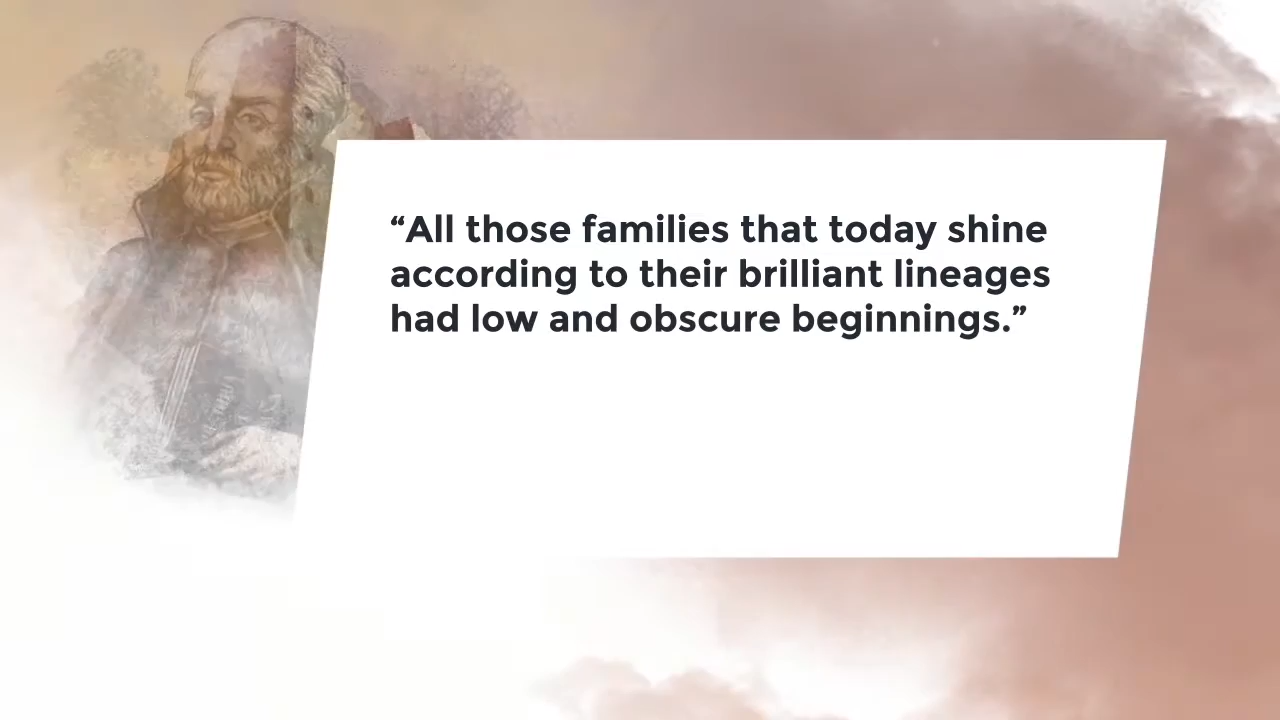 “All those families that today shine
according to their brilliant lineages
had low and obscure beginnings.”